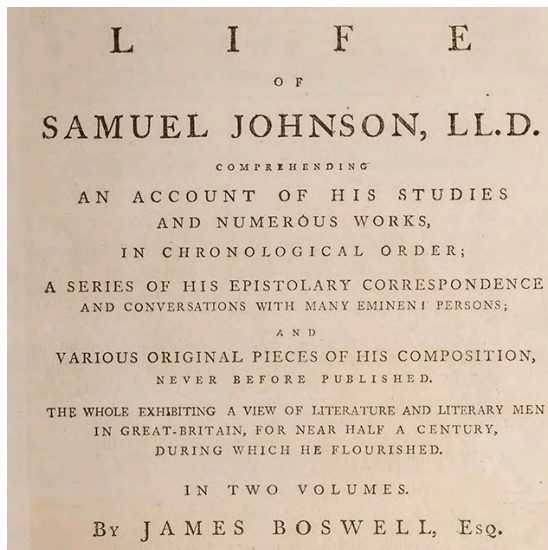 L I F E
O F
SAMUEL JOHNSON, LL.D.
COMPREHENDING
AN ACCOUNT OF HIS STUDIES
AND NUMEROUS WORKS,
IN CHRONOLOGICAL ORDER;
A SERIES OF HIS EPISTOLARY CORRESPONDENCE
AND CONVERSATIONS WITH MANY EMINENT PERSONS;
AND
VARIOUS ORIGINAL PIECES OF HIS COMPOSITION,
NEVER BEFORE PUBLISHED.
THE WHOLE EXHIBITING A VIEW OF LITERATURE AND LITERARY MEN
IN GREAT-BRITAIN, FOR NEAR HALF A CENTURY,
DURING WHICH HE FLOURISHED.
IN TWO VOLUMES.
BY JAMES BOSWELL, ESQ.